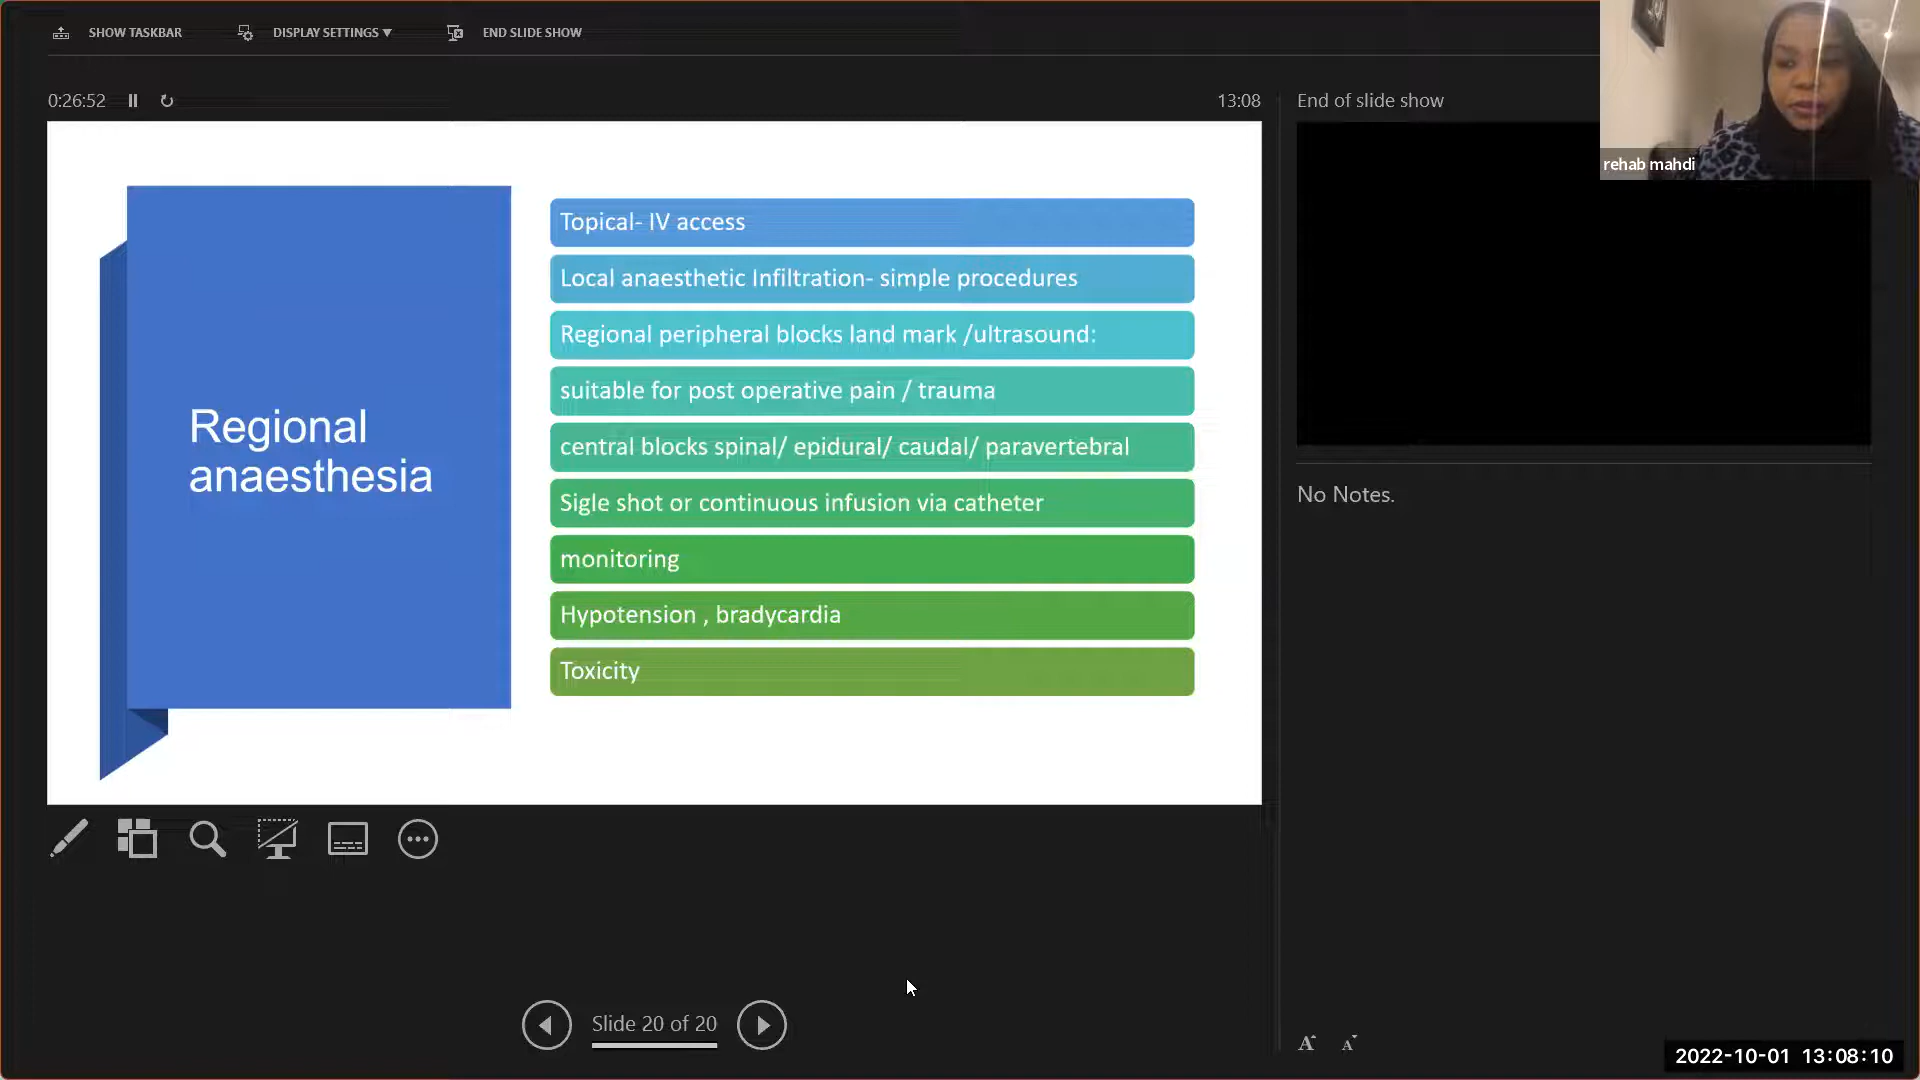 SHOW TASKBAR
DISPLAY SETTINGS ▼
END SLIDE SHOW
0:26:52
13:08
End of slide show
rehab mahdi
Regional
anaesthesia
Topical- IV access
Local anaesthetic Infiltration- simple procedures
Regional peripheral blocks land mark /ultrasound:
suitable for post operative pain / trauma
central blocks spinal/ epidural/ caudal/ paravertebral
Sigle shot or continuous infusion via catheter
monitoring
Hypotension , bradycardia
Toxicity
No Notes.
Slide 20 of 20
A A
2022-10-01 13:08:10